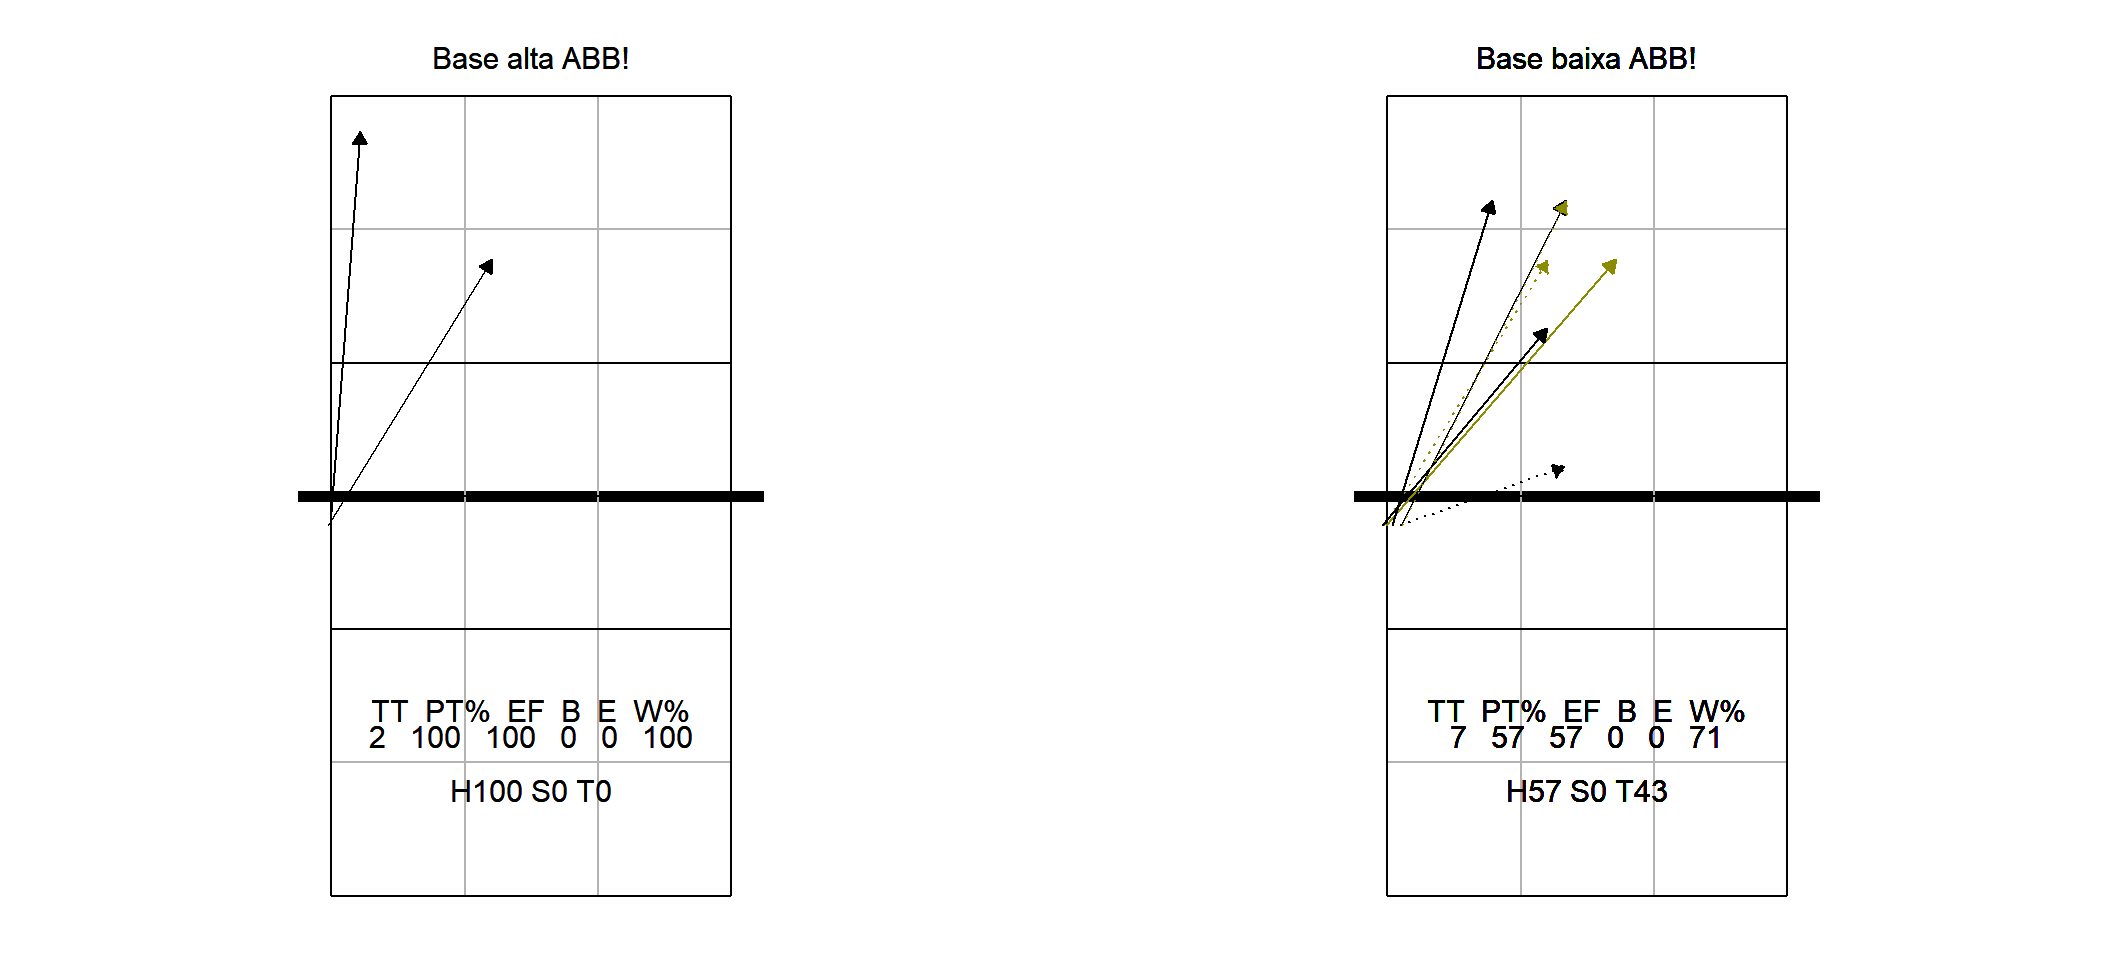 Base alta ABB!
TT PT% EF B E W%
2 100 100 0 0 100
H100 S0 T0
Base baixa ABB!
TT PT% EF B E W%
7 57 57 0 0 71
H57 S0 T43